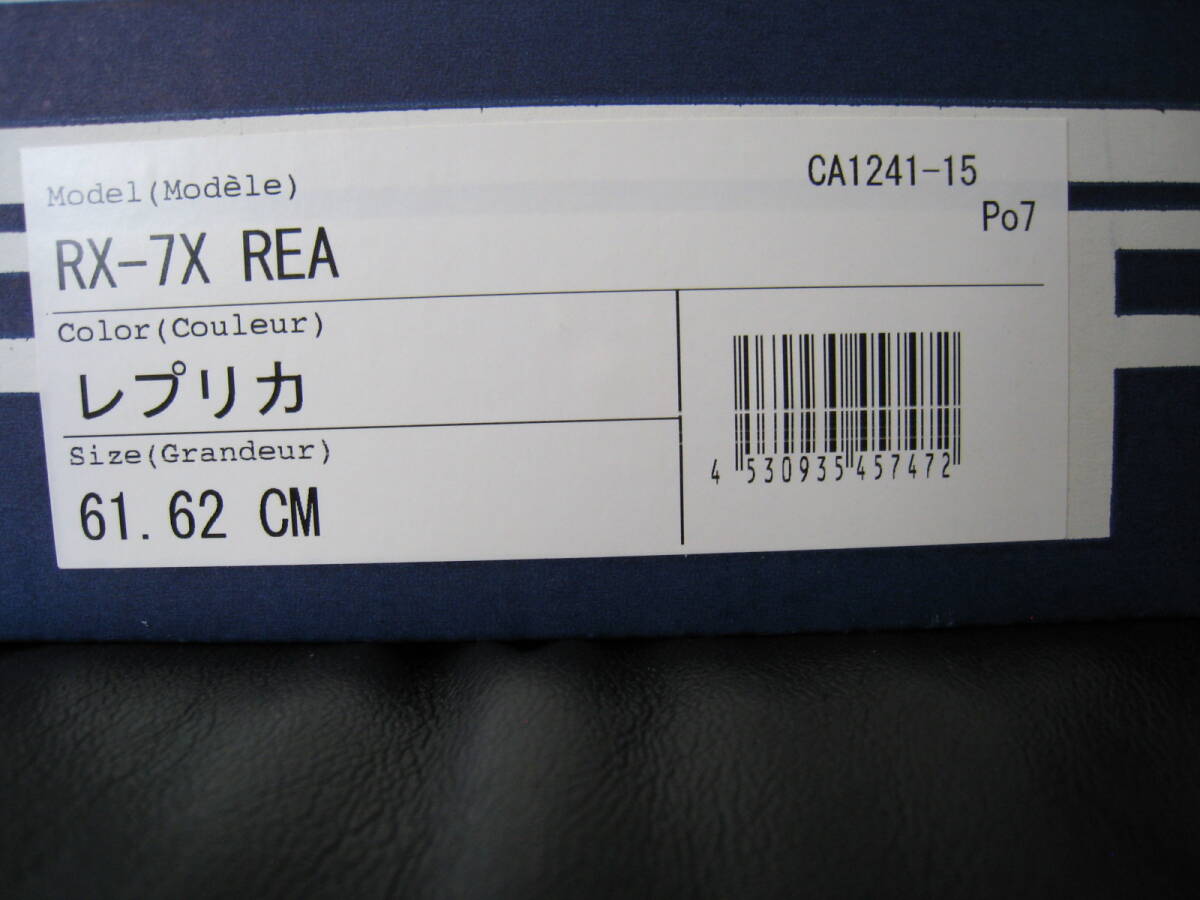 Model(Modèle)
CA1241-15
Po7
RX-7X REA
Color(Couleur)
レプリカ
Size(Grandeur)
61.62 CM
4 530935 457472